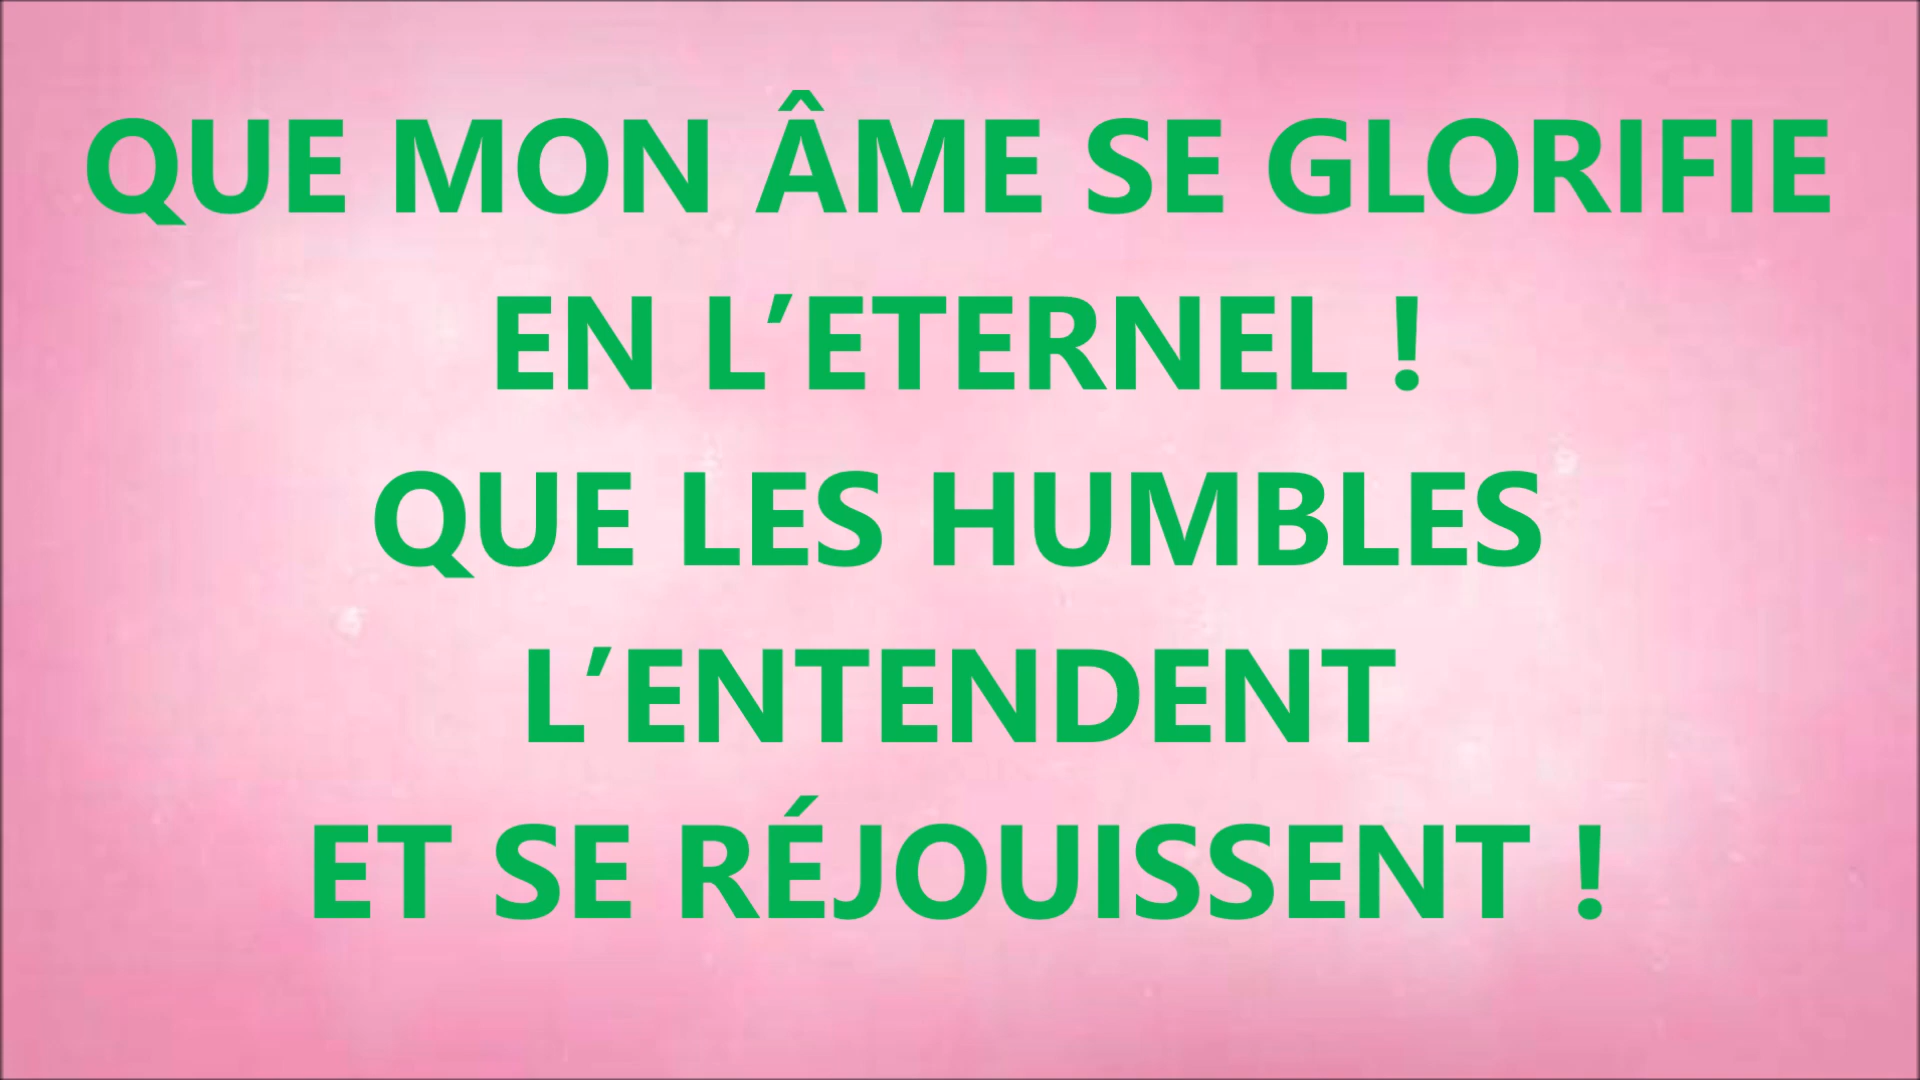 QUE MON ÂME SE GLORIFIE
EN L’ETERNEL !
QUE LES HUMBLES
L’ENTENDENT
ET SE RÉJOUISSENT !